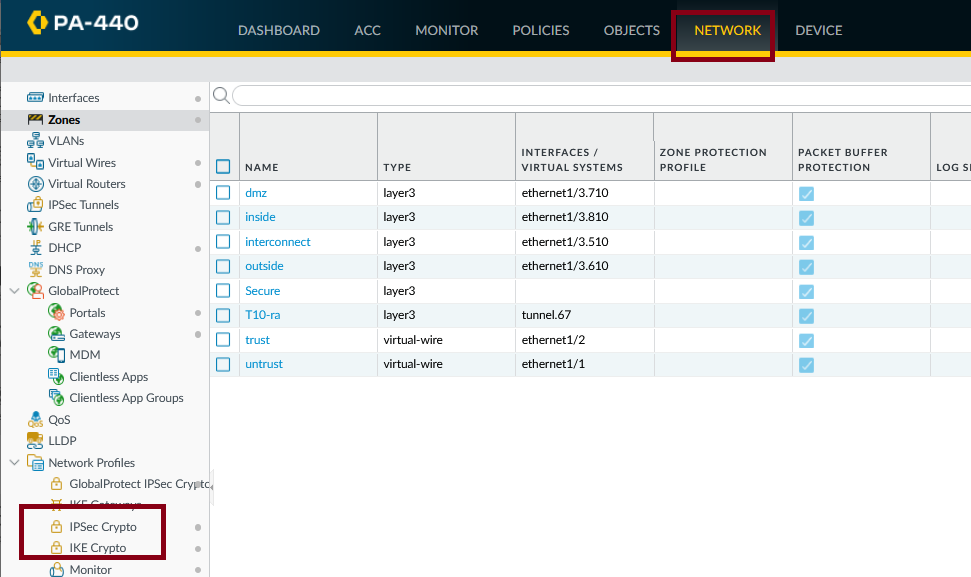 PA-440
DASHBOARD ACC MONITOR POLICIES OBJECTS NETWORK DEVICE
Interfaces
Zones
VLANs
Virtual Wires
Virtual Routers
IPSec Tunnels
GRE Tunnels
DHCP
DNS Proxy
GlobalProtect
Portals
Gateways
MDM
Clientless Apps
Clientless App Groups
QoS
LLDP
Network Profiles
GlobalProtect IPSec Crypto
IKE Gateways
IPSec Crypto
IKE Crypto
Monitor
INTERFACES / ZONE PROTECTION PACKET BUFFER
NAME TYPE VIRTUAL SYSTEMS PROFILE PROTECTION LOG
dmz layer3 ethernet1/3.710
inside layer3 ethernet1/3.810
interconnect layer3 ethernet1/3.510
outside layer3 ethernet1/3.610
Secure layer3
T10-ra layer3 tunnel.67
trust virtual-wire ethernet1/2
untrust virtual-wire ethernet1/1